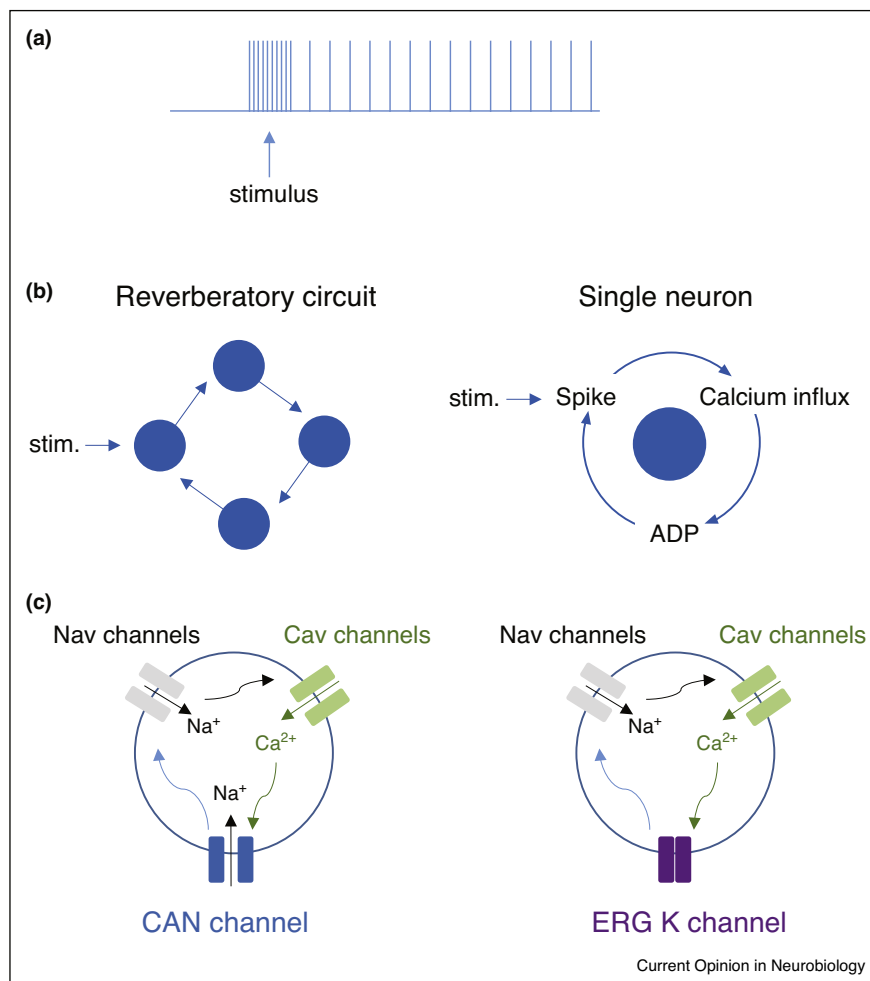 (a)
stimulus
(b)
Reverberatory circuit
Single neuron
stim.
stim.
Spike
Calcium influx
ADP
(c)
Nav channels
Cav channels
Na⁺
Ca²⁺
Na⁺
CAN channel
Nav channels
Cav channels
Na⁺
Ca²⁺
ERG K channel
Current Opinion in Neurobiology